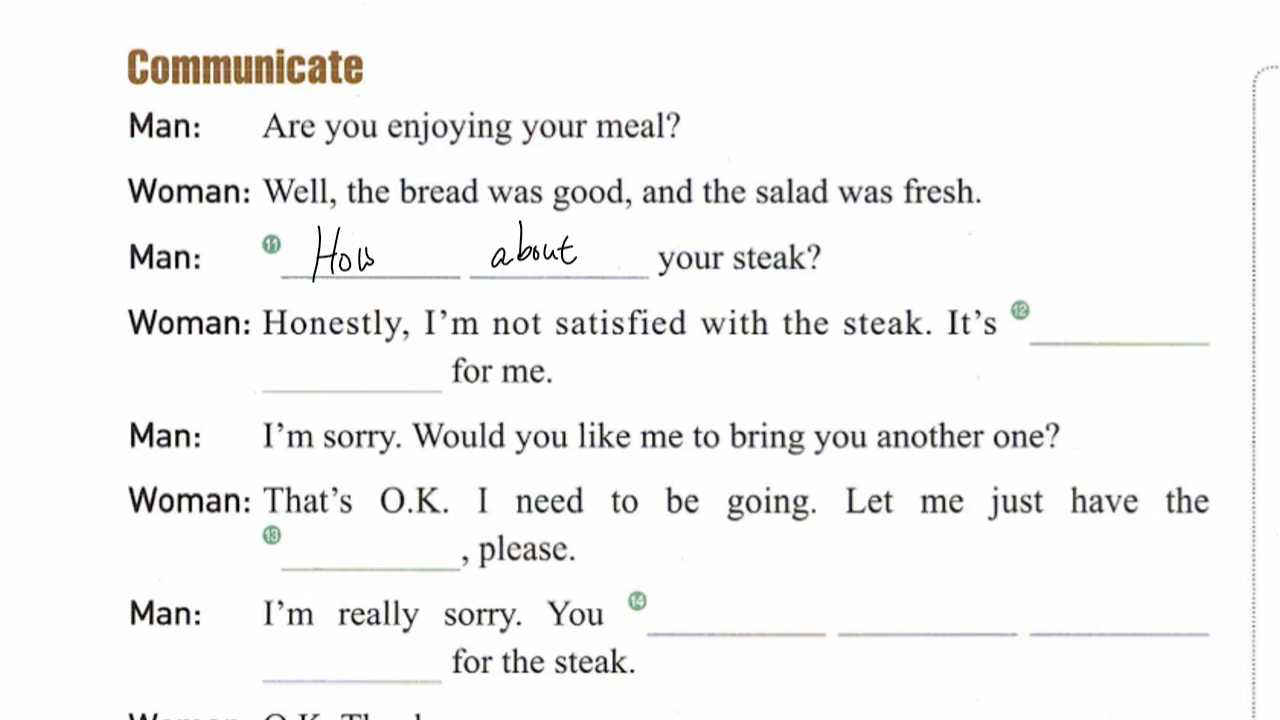 Communicate
Man: Are you enjoying your meal?
Woman: Well, the bread was good, and the salad was fresh.
Man: ⑪ How about your steak?
Woman: Honestly, I'm not satisfied with the steak. It's ⑫
for me.
Man: I'm sorry. Would you like me to bring you another one?
Woman: That's O.K. I need to be going. Let me just have the
⑬ , please.
Man: I'm really sorry. You ⑭
for the steak.